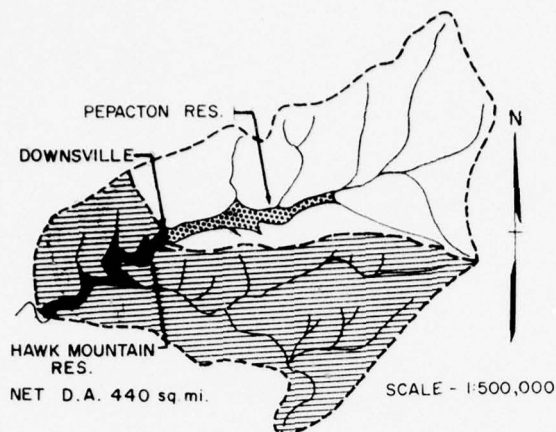 PEPACTON RES.
DOWNSVILLE
N
HAWK MOUNTAIN
RES.
NET D.A. 440 sq. mi.
SCALE - 1:500,000